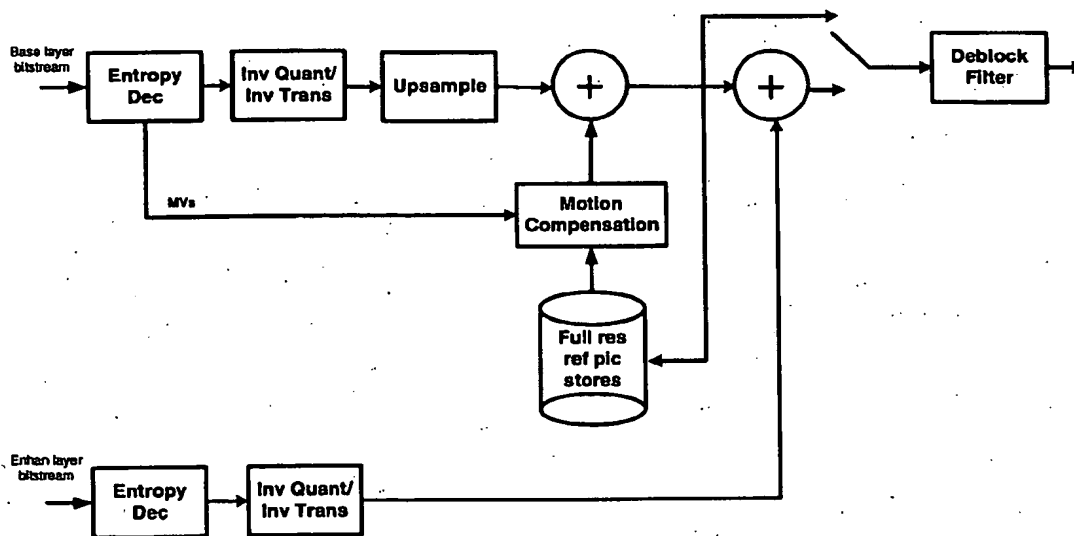 Base layer
bitstream
Entropy
Dec
Inv Quant/
Inv Trans
Upsample
+
+
Deblock
Filter
MVs
Motion
Compensation
Full res
ref pic
stores
Enhan layer
bitstream
Entropy
Dec
Inv Quant/
Inv Trans